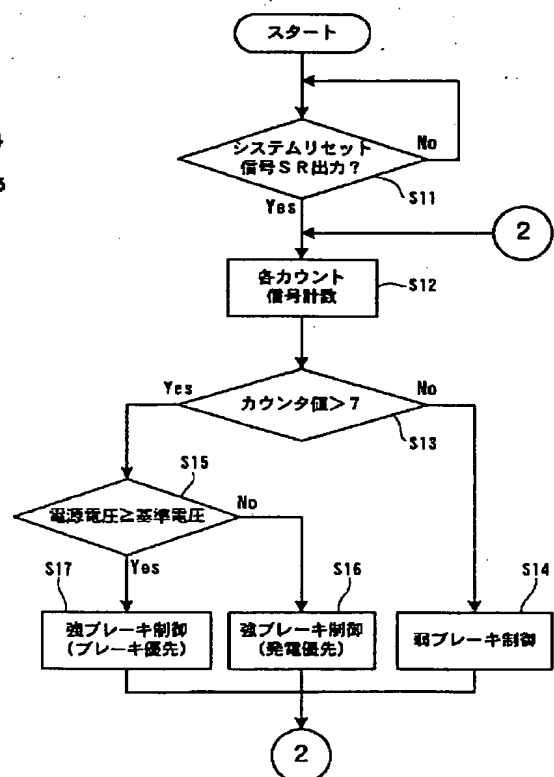 スタート
システムリセット
信号SR出力?
No
S11
Yes
2
各カウント
信号計数
S12
Yes
カウンタ値>7
No
S13
S15
電源電圧≧基準電圧
No
S17
Yes
S16
S14
強ブレーキ制御
(ブレーキ優先)
強ブレーキ制御
(発電優先)
弱ブレーキ制御
2